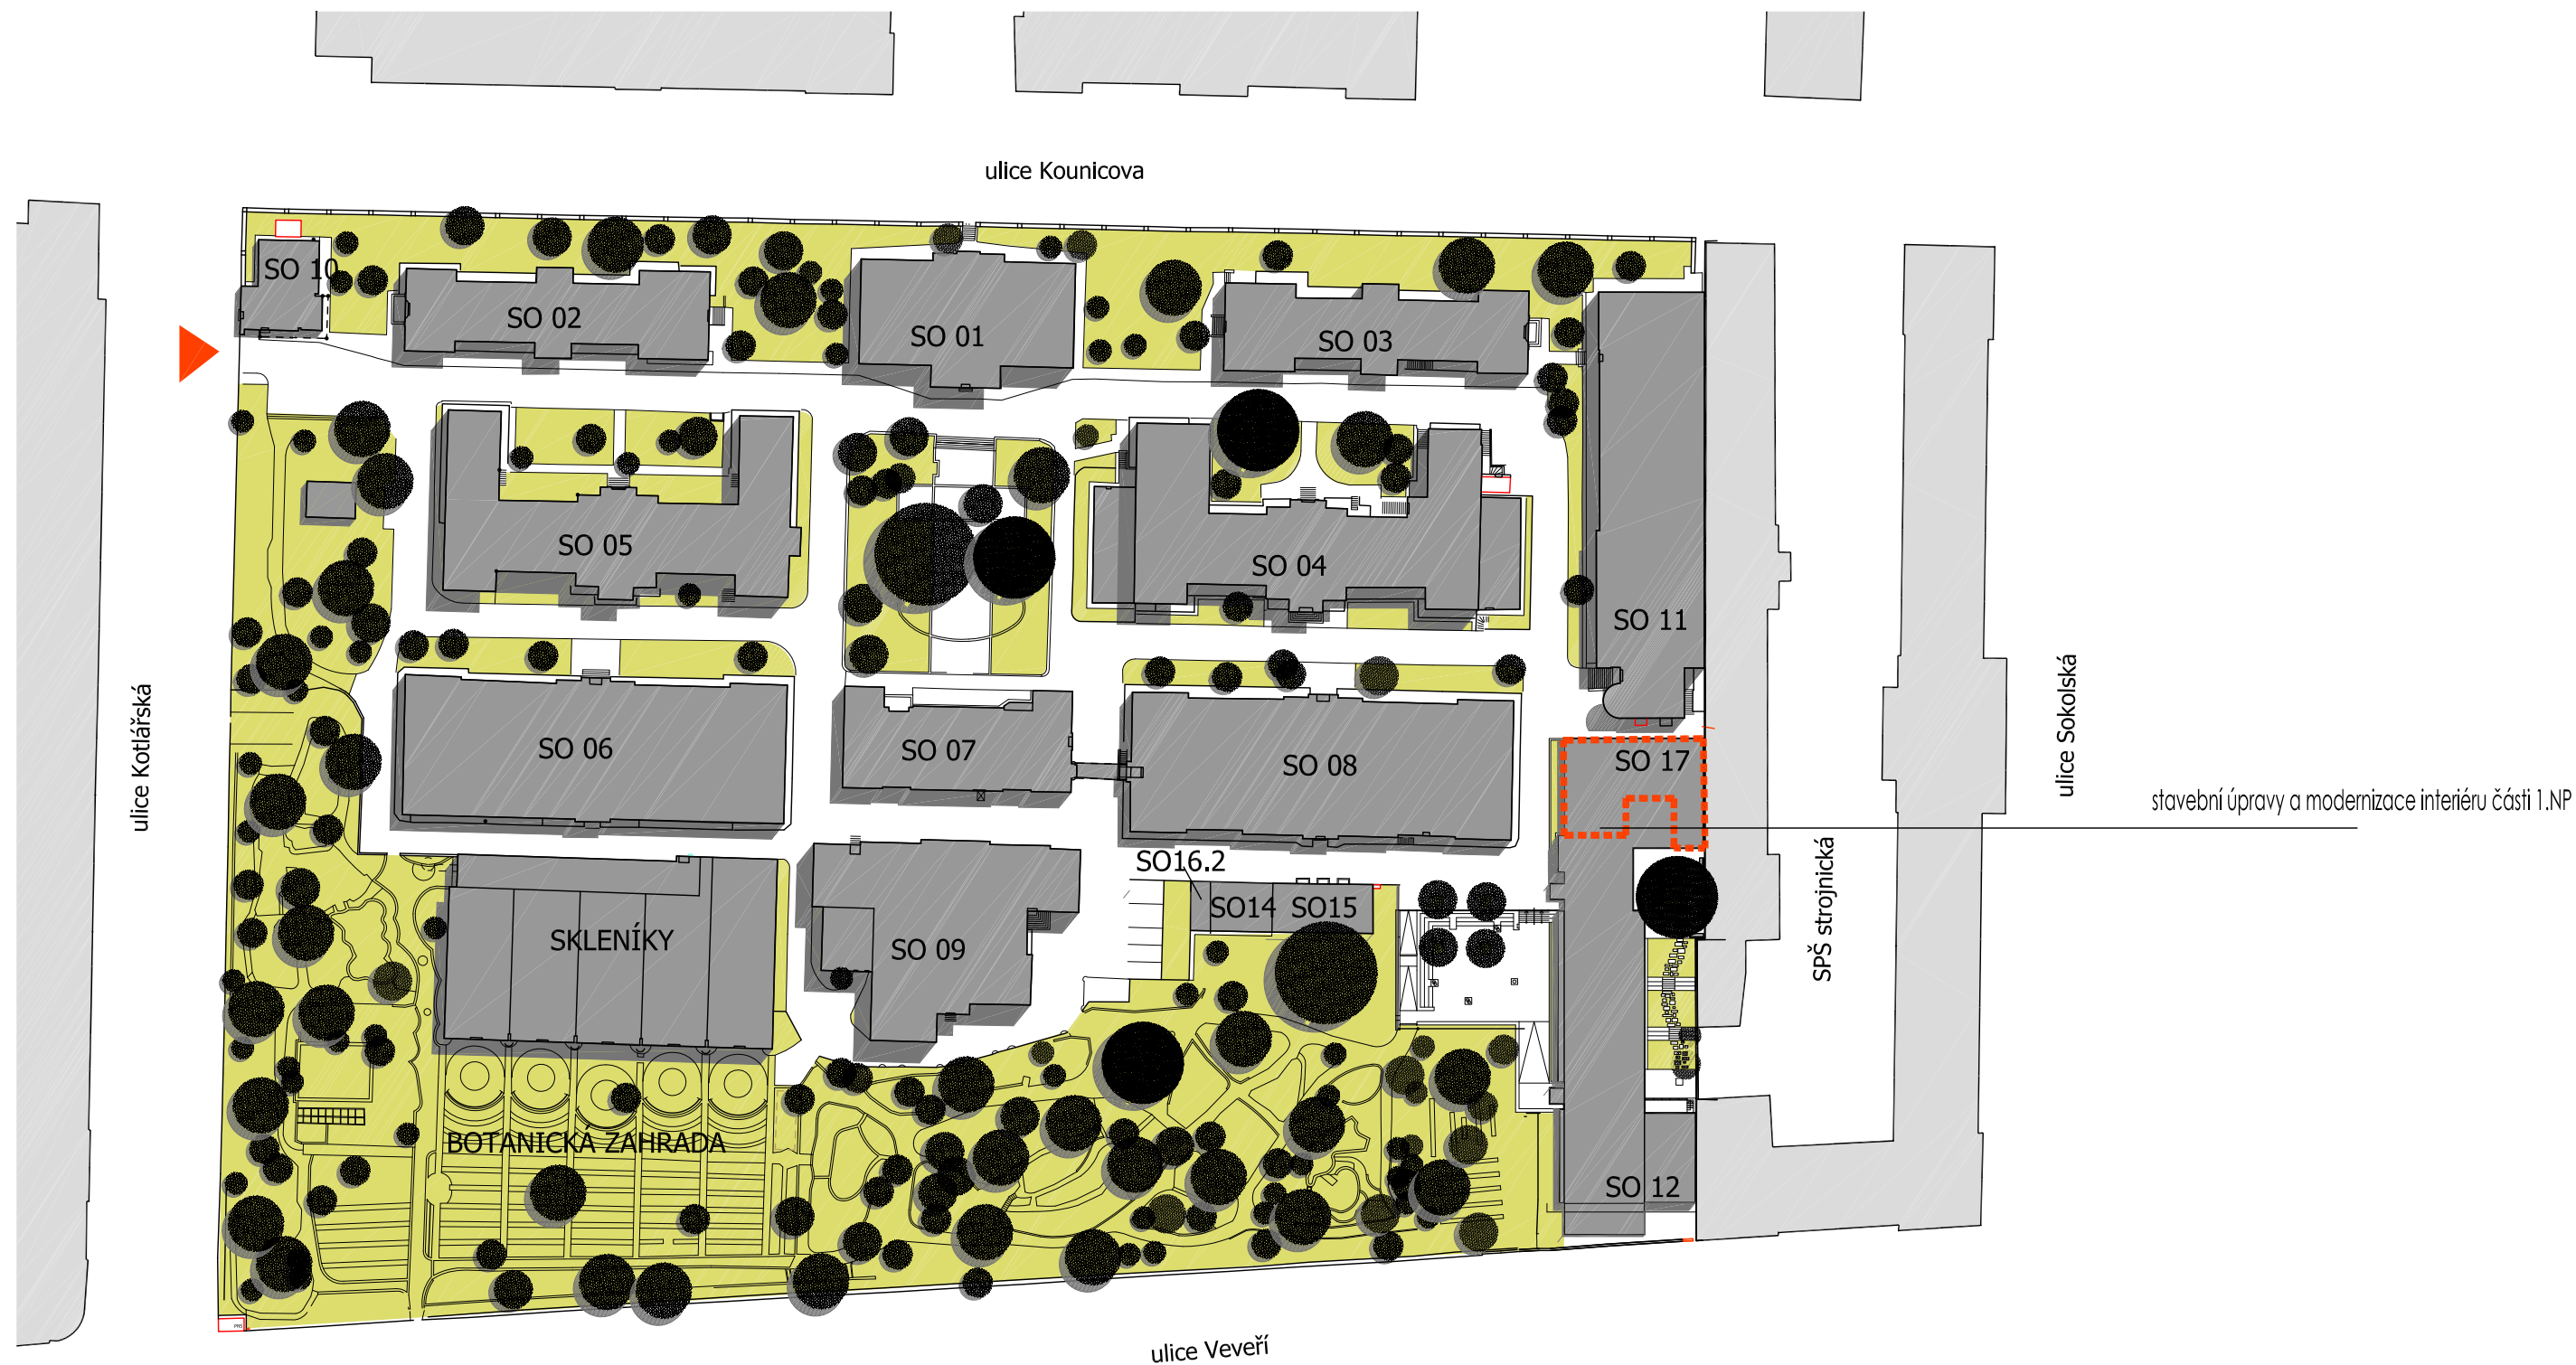 ulice Kounicova
SO 10
SO 02
SO 01
SO 03
SO 05
SO 04
SO 11
ulice Kotlářská
SO 06
SO 07
SO 08
SO 17
ulice Sokolská
stavební úpravy a modernizace interiéru části 1.NP
SPŠ strojnická
SO16.2
SO14
SO15
SKLENÍKY
SO 09
BOTANICKÁ ZAHRADA
SO 12
ulice Veveří